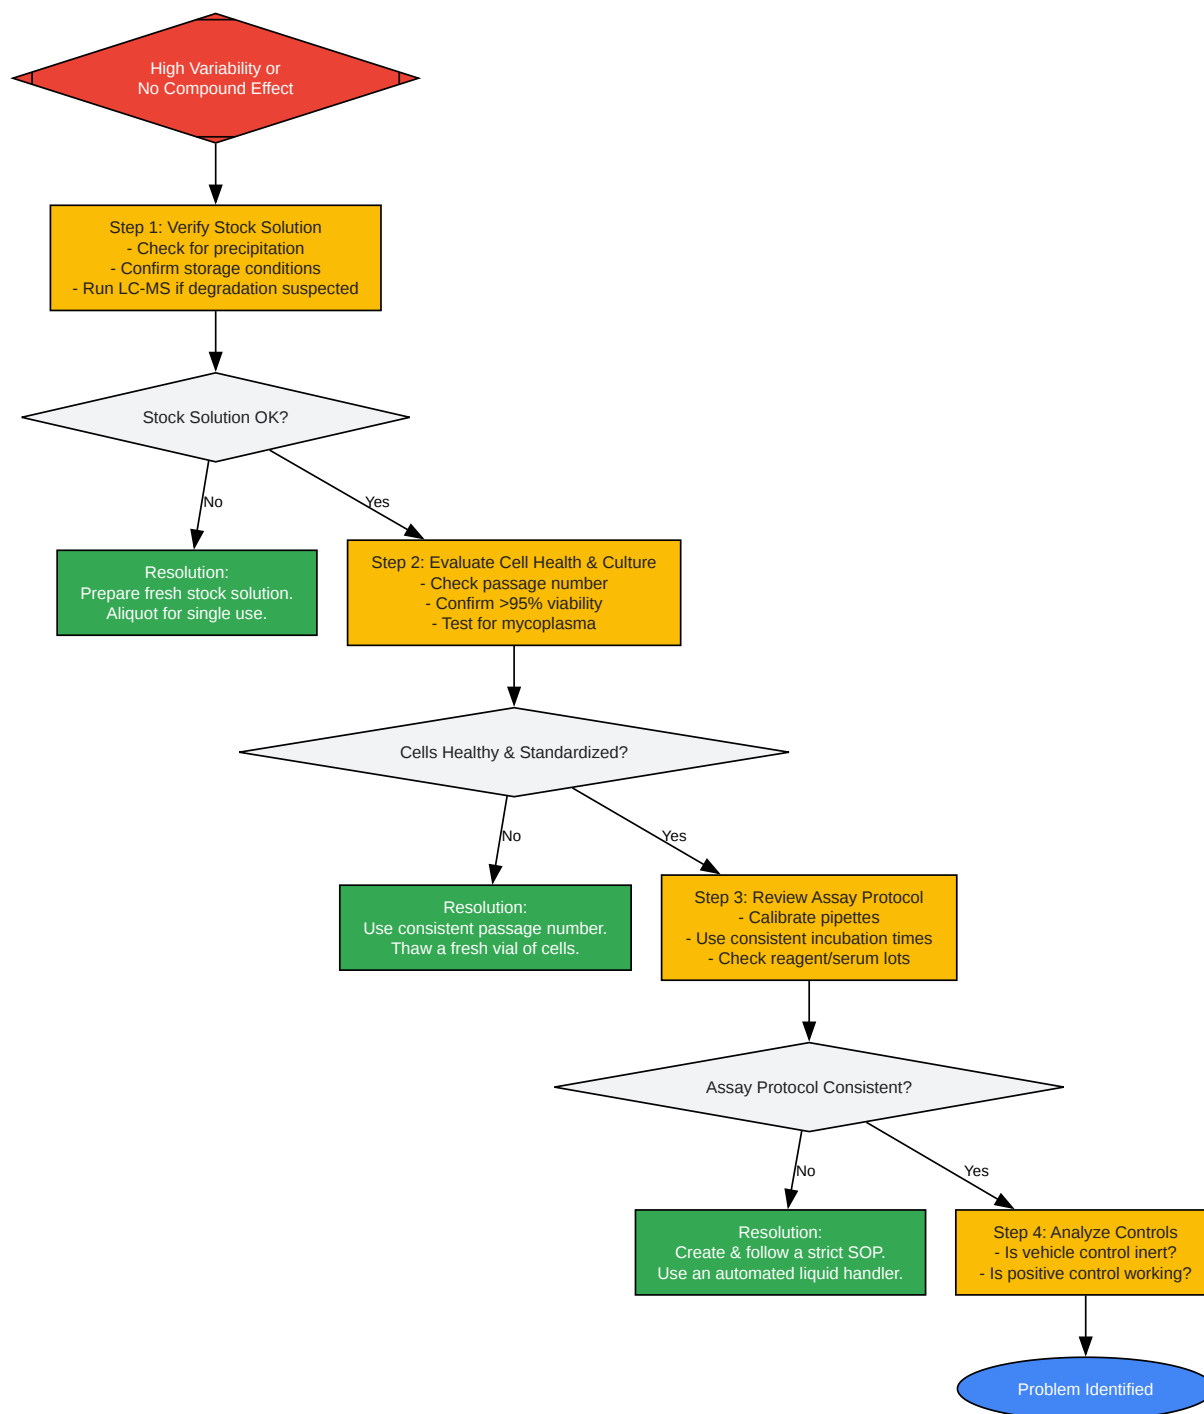 High Variability or
No Compound Effect
Step 1: Verify Stock Solution
- Check for precipitation
- Confirm storage conditions
- Run LC-MS if degradation suspected
Stock Solution OK?
No
Yes
Resolution:
Prepare fresh stock solution.
Aliquot for single use.
Step 2: Evaluate Cell Health & Culture
- Check passage number
- Confirm >95% viability
- Test for mycoplasma
Cells Healthy & Standardized?
No
Yes
Resolution:
Use consistent passage number.
Thaw a fresh vial of cells.
Step 3: Review Assay Protocol
- Calibrate pipettes
- Use consistent incubation times
- Check reagent/serum lots
Assay Protocol Consistent?
No
Yes
Resolution:
Create & follow a strict SOP.
Use an automated liquid handler.
Step 4: Analyze Controls
- Is vehicle control inert?
- Is positive control working?
Problem Identified